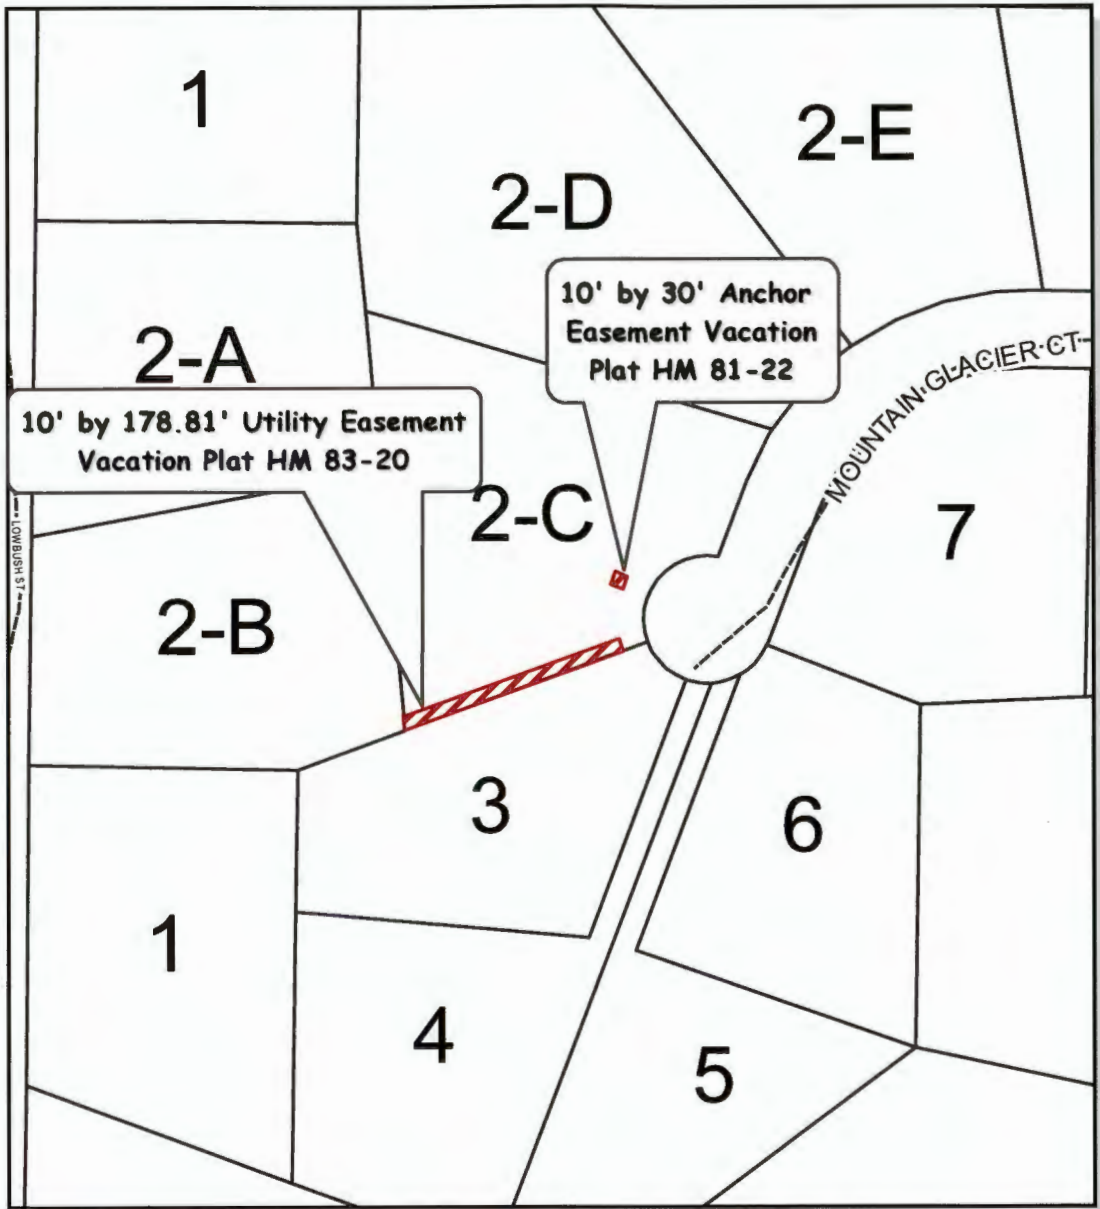 1
2-E
2-D
10' by 30' Anchor
Easement Vacation
Plat HM 81-22
2-A
MOUNTAIN GLACIER CT
10' by 178.81' Utility Easement
Vacation Plat HM 83-20
2-C
7
LOWBUSH ST
2-B
3
6
1
4
5